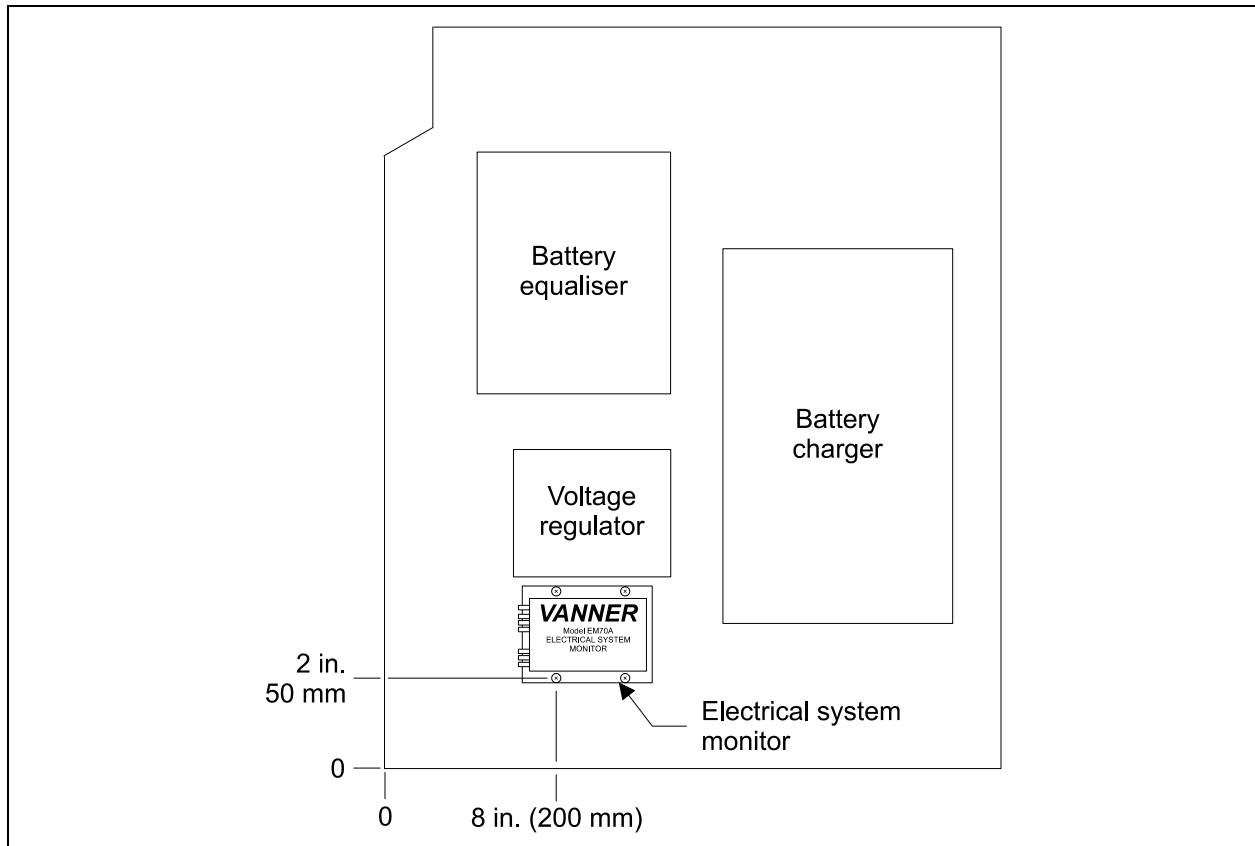 Battery
equaliser
Battery
charger
Voltage
regulator
VANNER
Model EM70A
ELECTRICAL SYSTEM
MONITOR
2 in.
50 mm
Electrical system
monitor
0
0
8 in. (200 mm)